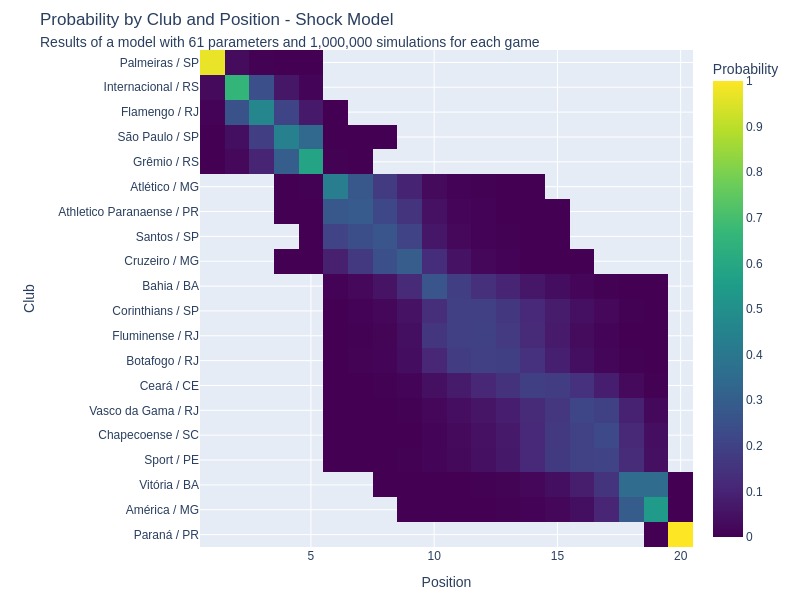 Probability by Club and Position - Shock Model
Results of a model with 61 parameters and 1,000,000 simulations for each game
Probability
Palmeiras / SP
Internacional / RS
Flamengo / RJ
São Paulo / SP
Grêmio / RS
Atlético / MG
Athletico Paranaense / PR
Santos / SP
Cruzeiro / MG
Bahia / BA
Corinthians / SP
Fluminense / RJ
Botafogo / RJ
Ceará / CE
Vasco da Gama / RJ
Chapecoense / SC
Sport / PE
Vitória / BA
América / MG
Paraná / PR
Club
5 10 15 20
Position
1
0.9
0.8
0.7
0.6
0.5
0.4
0.3
0.2
0.1
0